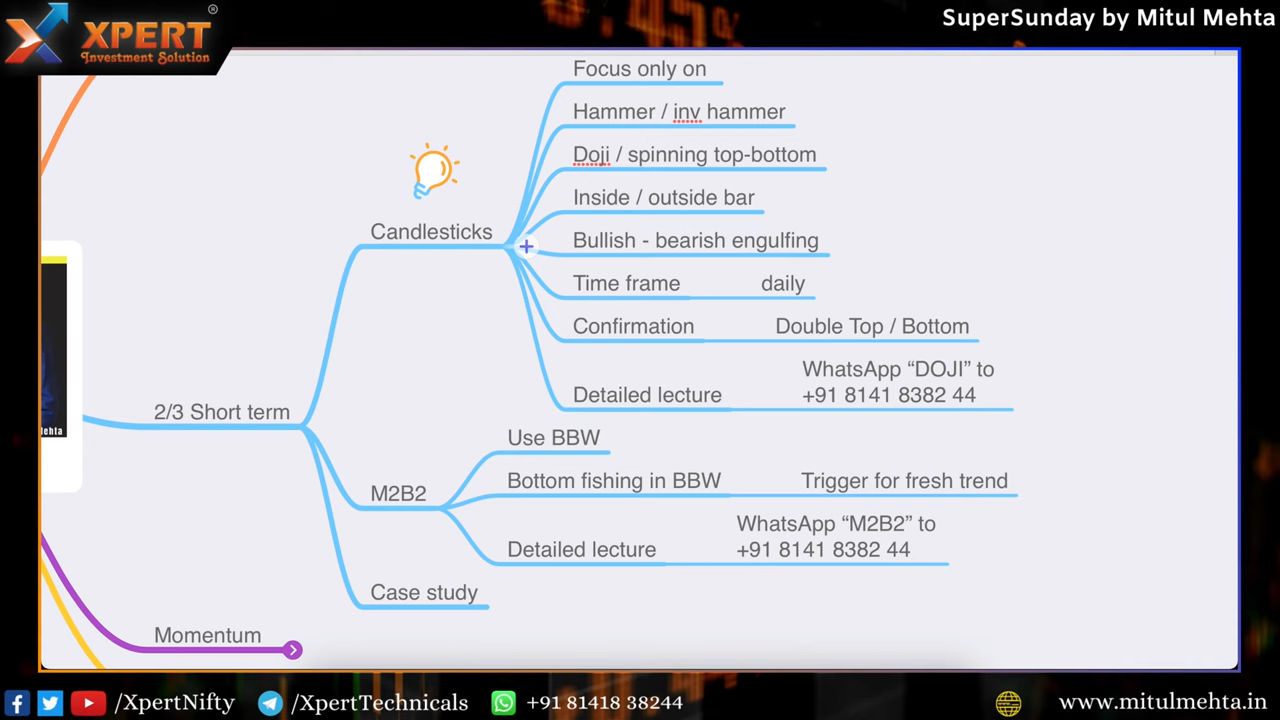 XPERT
Investment Solution
®
SuperSunday by Mitul Mehta
Focus only on
Hammer / inv hammer
Doji / spinning top-bottom
Inside / outside bar
Candlesticks
Bullish - bearish engulfing
Time frame daily
Confirmation Double Top / Bottom
Detailed lecture
WhatsApp “DOJI” to
+91 8141 8382 44
2/3 Short term
ehta
Use BBW
M2B2
Bottom fishing in BBW Trigger for fresh trend
Detailed lecture
WhatsApp “M2B2” to
+91 8141 8382 44
Case study
Momentum
/XpertNifty
/XpertTechnicals
+91 81418 38244
www.mitulmehta.in